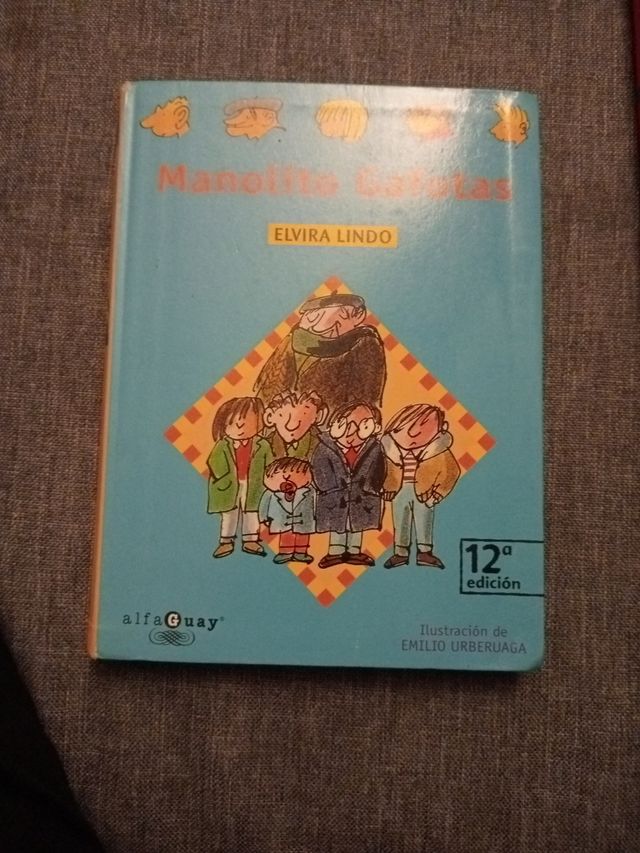 Manolito Gafotas
ELVIRA LINDO
12ª
edición
alfaGuay®
Ilustración de
EMILIO URBERUAGA